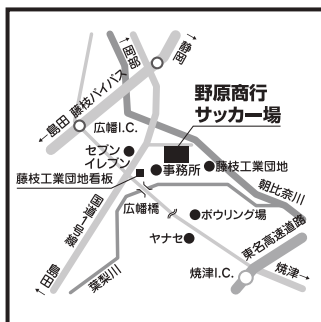 岡部
静岡
藤枝バイパス
島田
広幡I.C.
野原商行
サッカー場
セブン
イレブン
事務所
藤枝工業団地
藤枝工業団地看板
朝比奈川
国道1号線
広幡橋
ボウリング場
ヤナセ
東名高速道路
島田
葉梨川
焼津I.C.
焼津